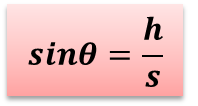 sinθ = h/s